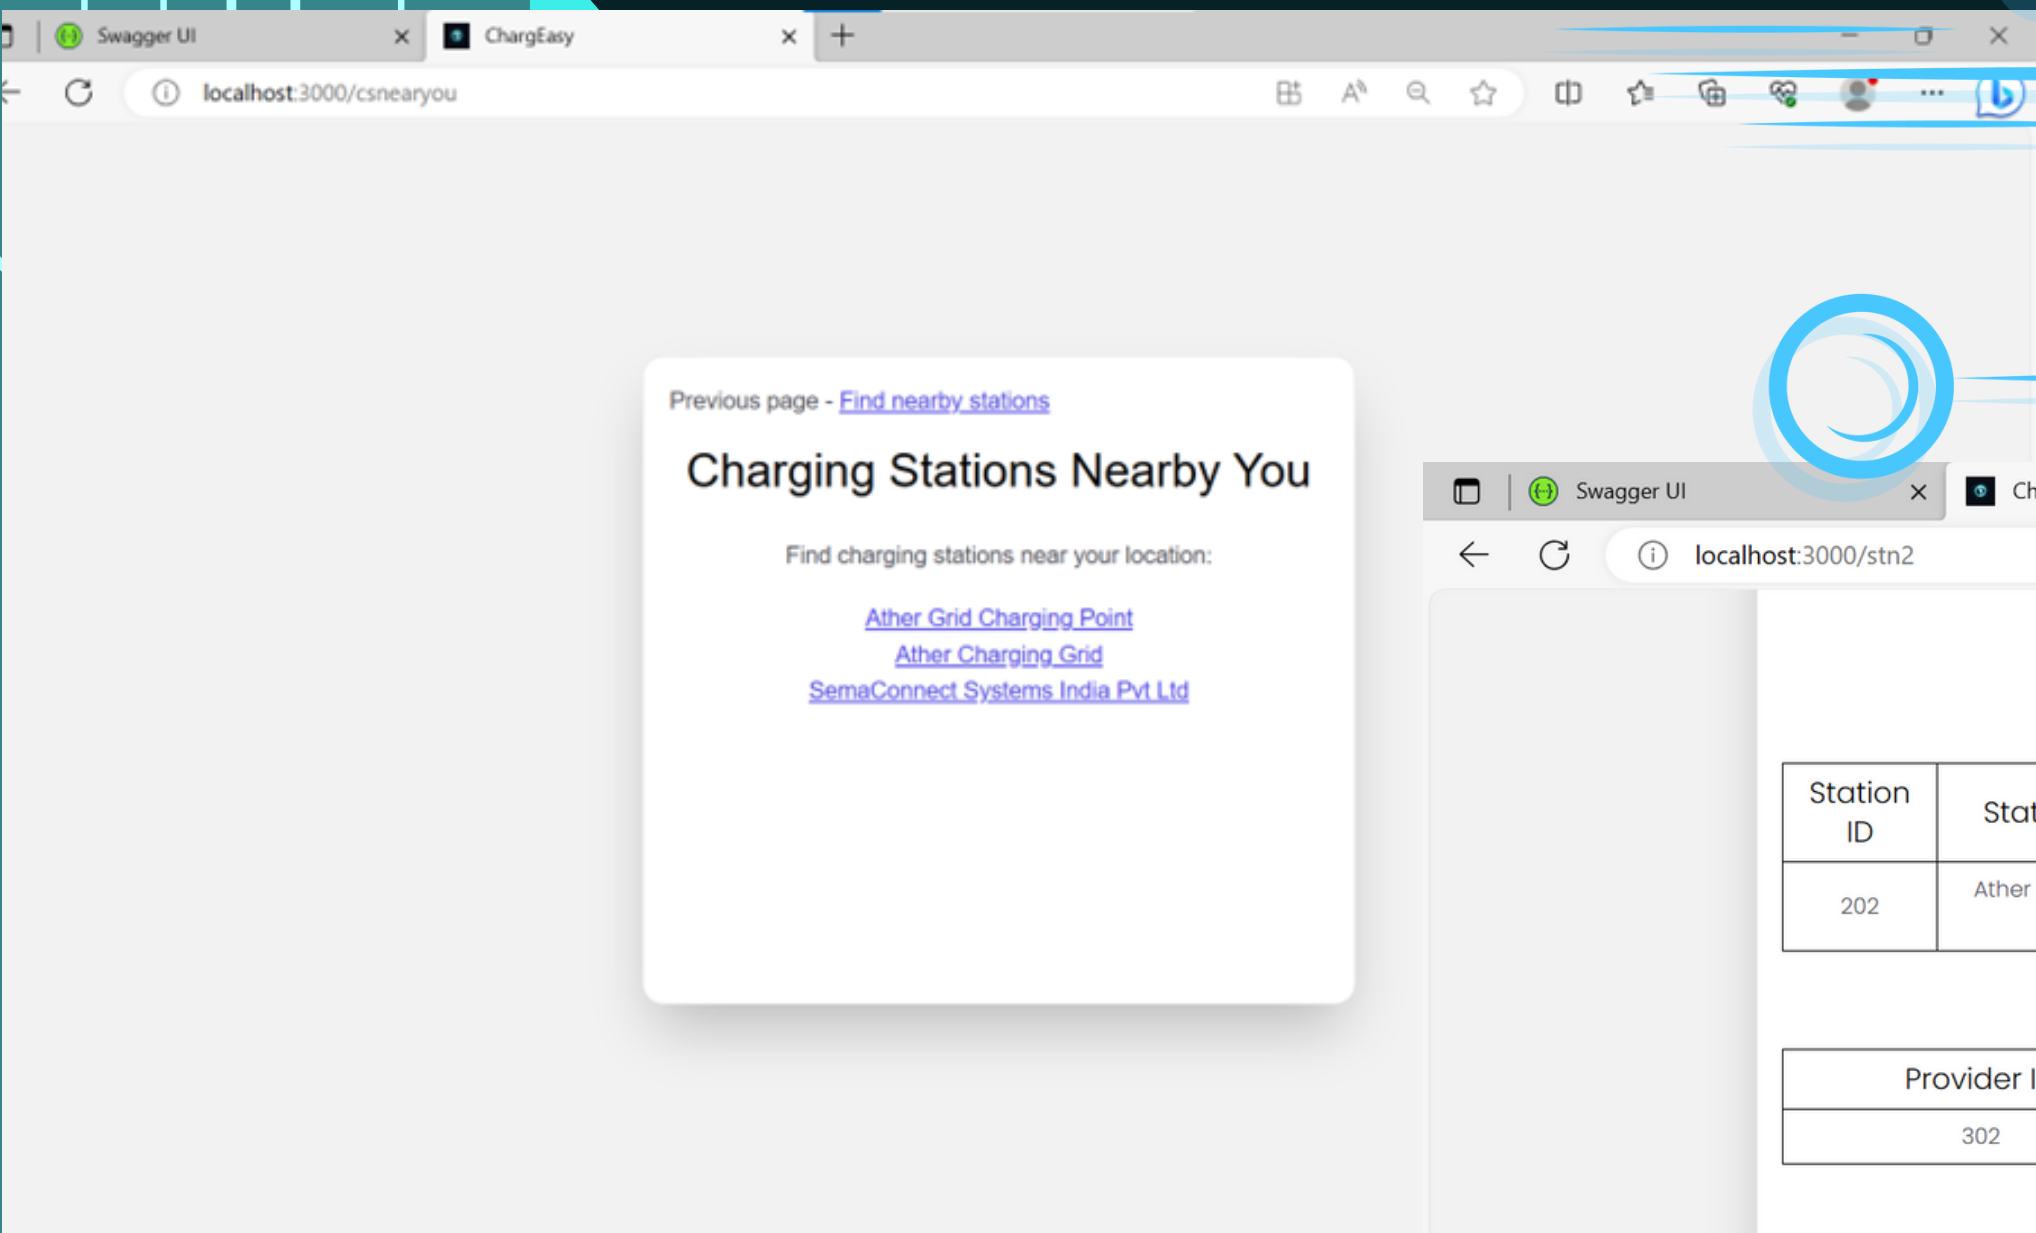 Swagger UI
ChargEasy
localhost:3000/csnearyou
Previous page - Find nearby stations
Charging Stations Nearby You
Find charging stations near your location:
Ather Grid Charging Point
Ather Charging Grid
SemaConnect Systems India Pvt Ltd
Swagger UI
Ch
localhost:3000/stn2
Station
ID
Stat
202
Ather
Provider I
302